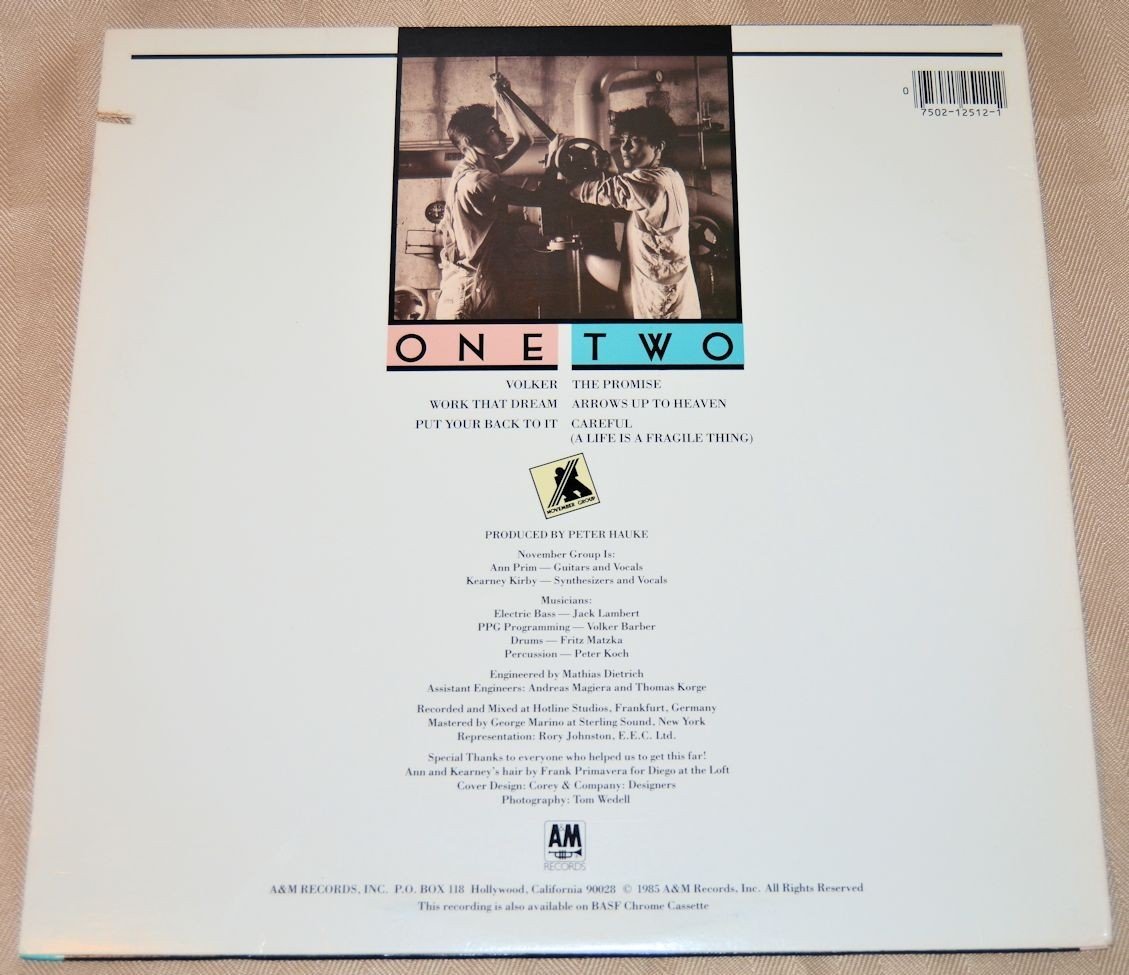 0
7502-12512-1
ONE
VOLKER
WORK THAT DREAM
PUT YOUR BACK TO IT
TWO
THE PROMISE
ARROWS UP TO HEAVEN
CAREFUL
(A LIFE IS A FRAGILE THING)
NOVEMBER GROUP
PRODUCED BY PETER HAUKE
November Group Is:
Ann Prim — Guitars and Vocals
Kearney Kirby — Synthesizers and Vocals
Musicians:
Electric Bass — Jack Lambert
PPG Programming — Volker Barber
Drums — Fritz Matzka
Percussion — Peter Koch
Engineered by Mathias Dietrich
Assistant Engineers: Andreas Magiera and Thomas Korge
Recorded and Mixed at Hotline Studios, Frankfurt, Germany
Mastered by George Marino at Sterling Sound, New York
Representation: Rory Johnston, E.E.C. Ltd.
Special Thanks to everyone who helped us to get this far!
Ann and Kearney's hair by Frank Primavera for Diego at the Loft
Cover Design: Corey & Company: Designers
Photography: Tom Wedell
A&M
RECORDS
A&M RECORDS, INC. P.O. BOX 118 Hollywood, California 90028 © 1985 A&M Records, Inc. All Rights Reserved
This recording is also available on BASF Chrome Cassette